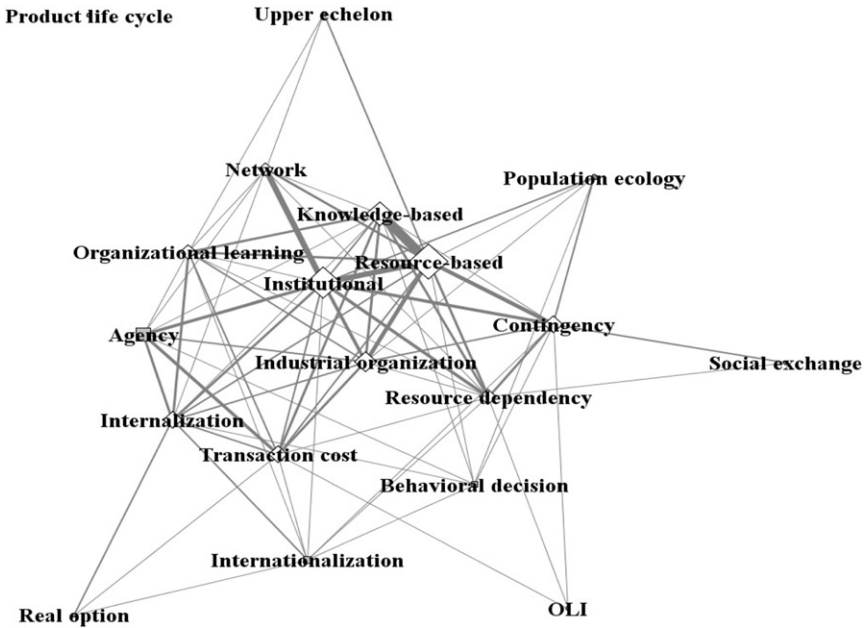 Product life cycle
Upper echelon
Network
Population ecology
Knowledge-based
Organizational learning
Resource-based
Institutional
Contingency
Agency
Industrial organization
Social exchange
Resource dependency
Internalization
Transaction cost
Behavioral decision
Internationalization
OLI
Real option